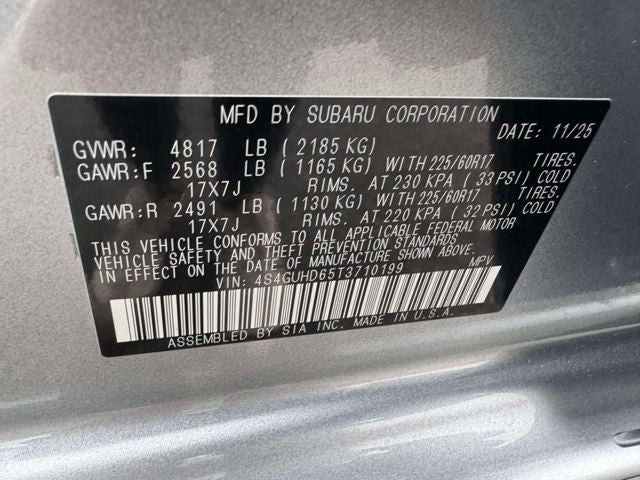 MFD BY SUBARU CORPORATION DATE: 11/25
GVWR: 4817 LB ( 2185 KG)
GAWR:F 2568 LB ( 1165 KG) WITH 225/60R17 TIRES.
17X7J RIMS. AT 230 KPA ( 33 PSI) COLD
GAWR:R 2491 LB ( 1130 KG) WITH 225/60R17 TIRES.
17X7J RIMS. AT 220 KPA ( 32 PSI) COLD
THIS VEHICLE CONFORMS TO ALL APPLICABLE FEDERAL MOTOR
VEHICLE SAFETY AND THEFT PREVENTION STANDARDS
IN EFFECT ON THE DATE OF MANUFACTURE SHOWN ABOVE.
VIN: 4S4GUHD65T3710199 MPV
ASSEMBLED BY SIA INC. MADE IN U.S.A.